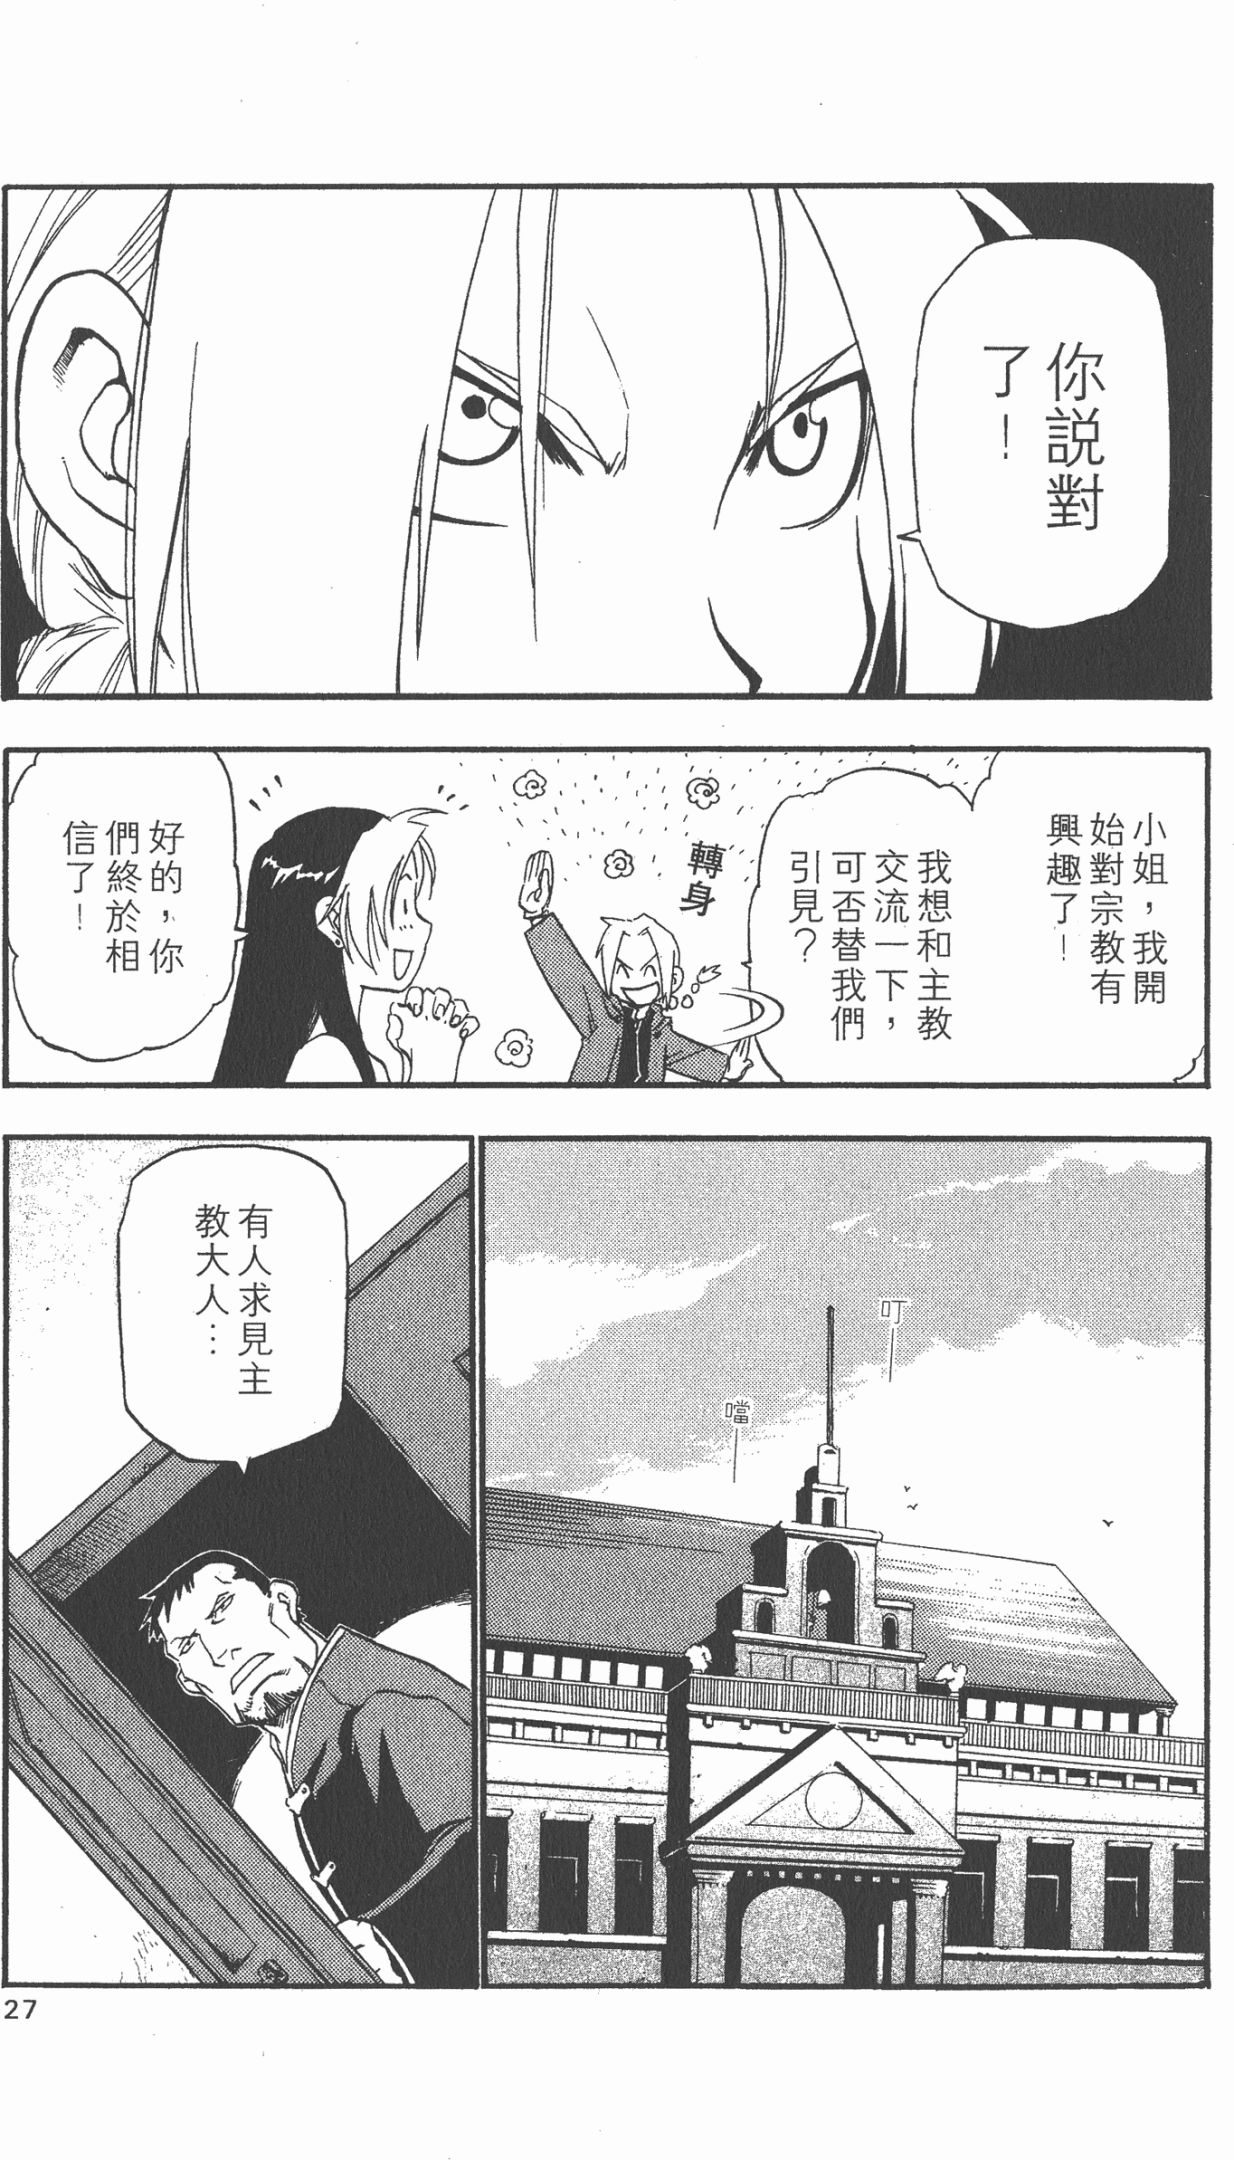 你説對
了！
小姐，我開
始對宗教有
興趣了！
我想和主教
交流一下，
可否替我們
引見？
轉身
好的，你
們終於相
信了！
叮
噹
有人求見主
教大人…
27